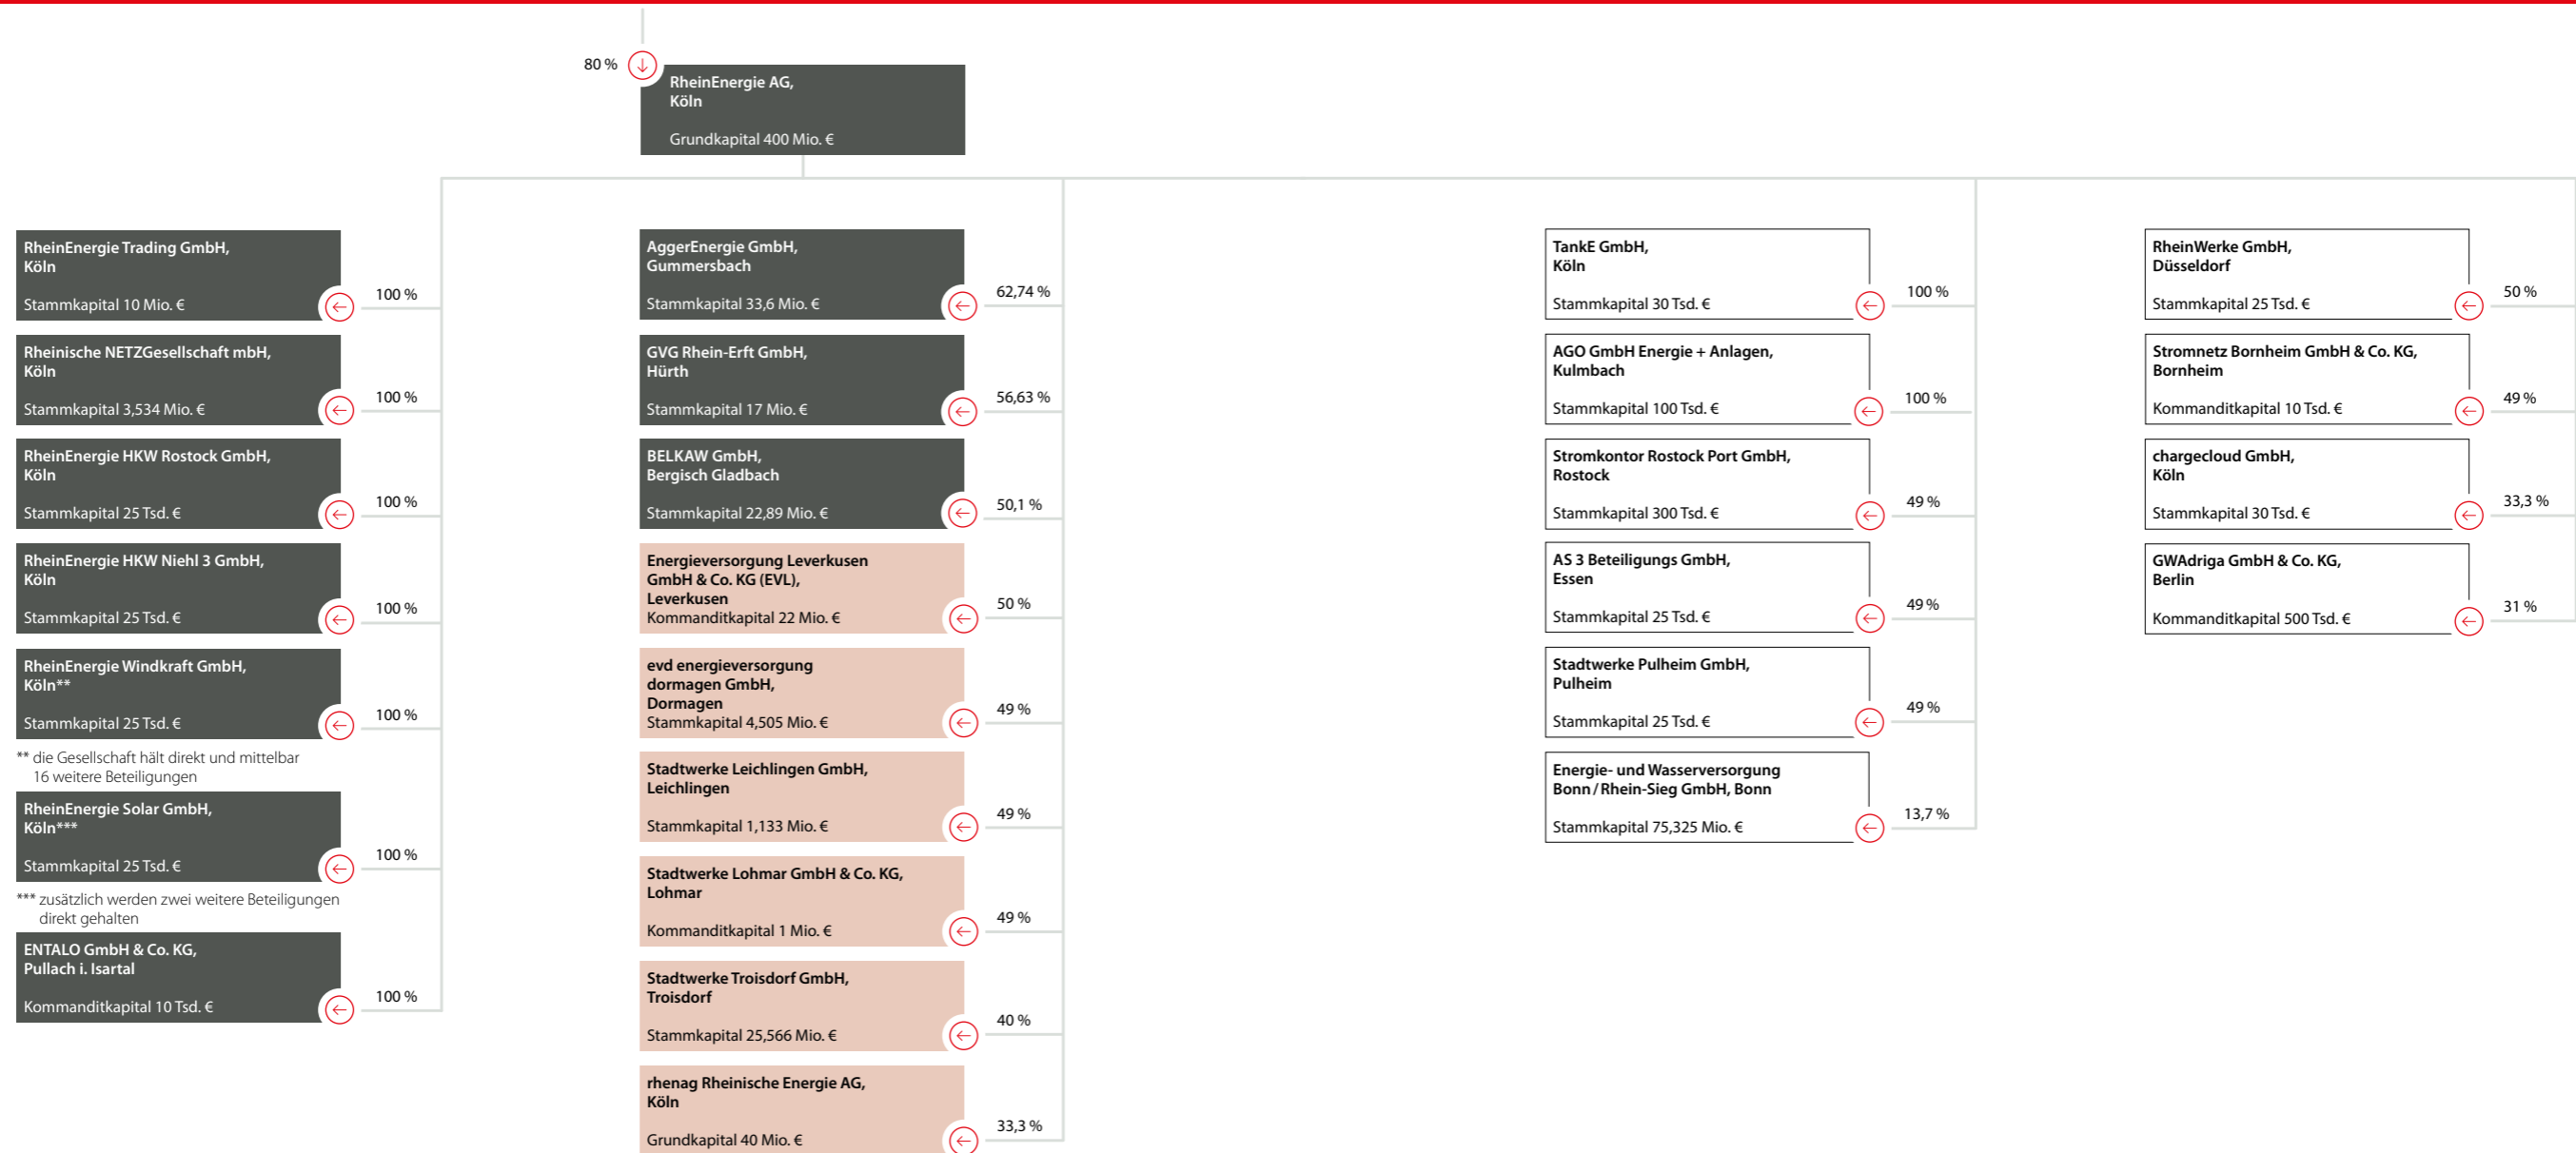 80 %
RheinEnergie AG,
Köln
Grundkapital 400 Mio. €
RheinEnergie Trading GmbH,
Köln
Stammkapital 10 Mio. €
100 %
Rheinische NETZGesellschaft mbH,
Köln
Stammkapital 3,534 Mio. €
100 %
RheinEnergie HKW Rostock GmbH,
Köln
Stammkapital 25 Tsd. €
100 %
RheinEnergie HKW Niehl 3 GmbH,
Köln
Stammkapital 25 Tsd. €
100 %
RheinEnergie Windkraft GmbH,
Köln**
Stammkapital 25 Tsd. €
100 %
** die Gesellschaft hält direkt und mittelbar
16 weitere Beteiligungen
RheinEnergie Solar GmbH,
Köln***
Stammkapital 25 Tsd. €
100 %
*** zusätzlich werden zwei weitere Beteiligungen
direkt gehalten
ENTALO GmbH & Co. KG,
Pullach i. Isartal
Kommanditkapital 10 Tsd. €
100 %
AggerEnergie GmbH,
Gummersbach
Stammkapital 33,6 Mio. €
62,74 %
GVG Rhein-Erft GmbH,
Hürth
Stammkapital 17 Mio. €
56,63 %
BELKAW GmbH,
Bergisch Gladbach
Stammkapital 22,89 Mio. €
50,1 %
Energieversorgung Leverkusen
GmbH & Co. KG (EVL),
Leverkusen
Kommanditkapital 22 Mio. €
50 %
evd energieversorgung
dormagen GmbH,
Dormagen
Stammkapital 4,505 Mio. €
49 %
Stadtwerke Leichlingen GmbH,
Leichlingen
Stammkapital 1,133 Mio. €
49 %
Stadtwerke Lohmar GmbH & Co. KG,
Lohmar
Kommanditkapital 1 Mio. €
49 %
Stadtwerke Troisdorf GmbH,
Troisdorf
Stammkapital 25,566 Mio. €
40 %
rhenag Rheinische Energie AG,
Köln
Grundkapital 40 Mio. €
33,3 %
TankE GmbH,
Köln
Stammkapital 30 Tsd. €
100 %
AGO GmbH Energie + Anlagen,
Kulmbach
Stammkapital 100 Tsd. €
100 %
Stromkontor Rostock Port GmbH,
Rostock
Stammkapital 300 Tsd. €
49 %
AS 3 Beteiligungs GmbH,
Essen
Stammkapital 25 Tsd. €
49 %
Stadtwerke Pulheim GmbH,
Pulheim
Stammkapital 25 Tsd. €
49 %
Energie- und Wasserversorgung
Bonn / Rhein-Sieg GmbH, Bonn
Stammkapital 75,325 Mio. €
13,7 %
RheinWerke GmbH,
Düsseldorf
Stammkapital 25 Tsd. €
50 %
Stromnetz Bornheim GmbH & Co. KG,
Bornheim
Kommanditkapital 10 Tsd. €
49 %
chargecloud GmbH,
Köln
Stammkapital 30 Tsd. €
33,3 %
GWAdriga GmbH & Co. KG,
Berlin
Kommanditkapital 500 Tsd. €
31 %